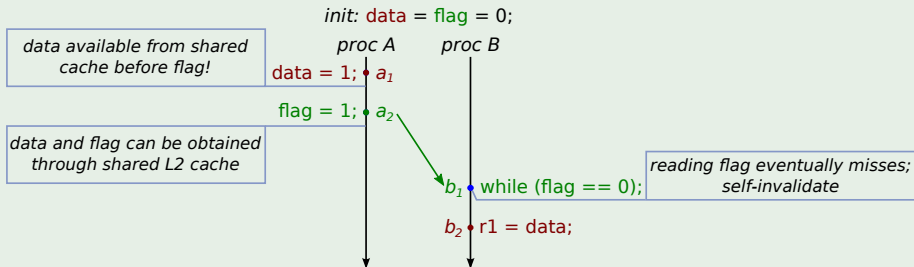 init: data = flag = 0;
proc A
proc B
data available from shared
cache before flag!
data = 1; a1
flag = 1; a2
data and flag can be obtained
through shared L2 cache
b1 while (flag == 0);
reading flag eventually misses;
self-invalidate
b2 r1 = data;